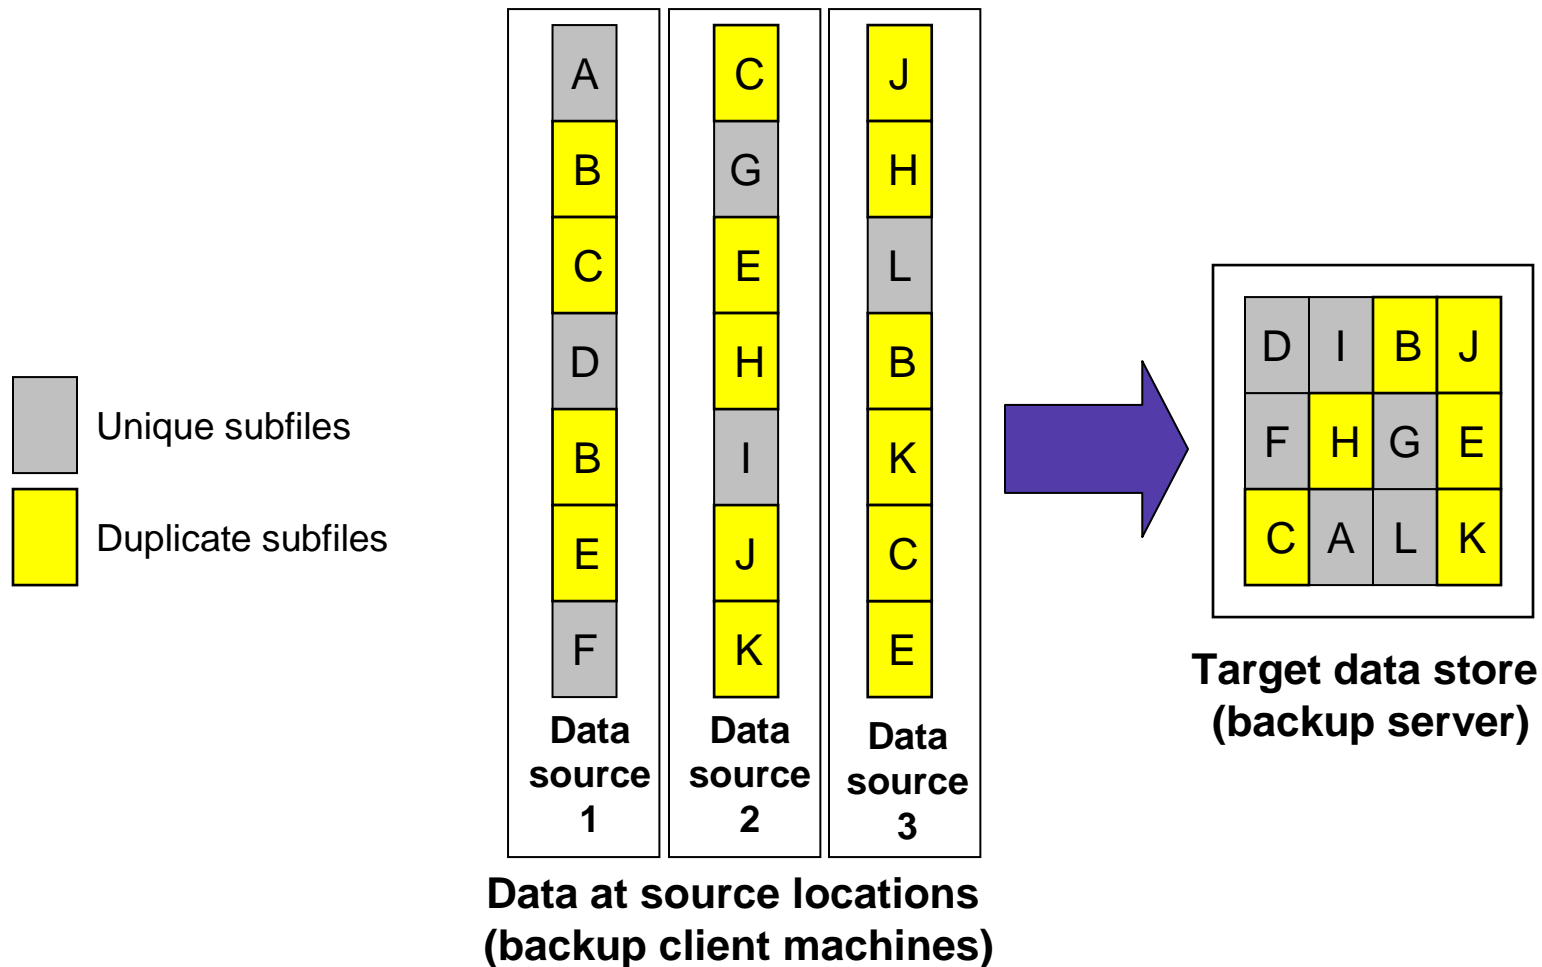 A
B
C
D
B
E
F
Data
source
1
C
G
E
H
I
J
K
Data
source
2
J
H
L
B
K
C
E
Data
source
3
Data at source locations
(backup client machines)
Unique subfiles
Duplicate subfiles
D I B J
F H G E
C A L K
Target data store
(backup server)